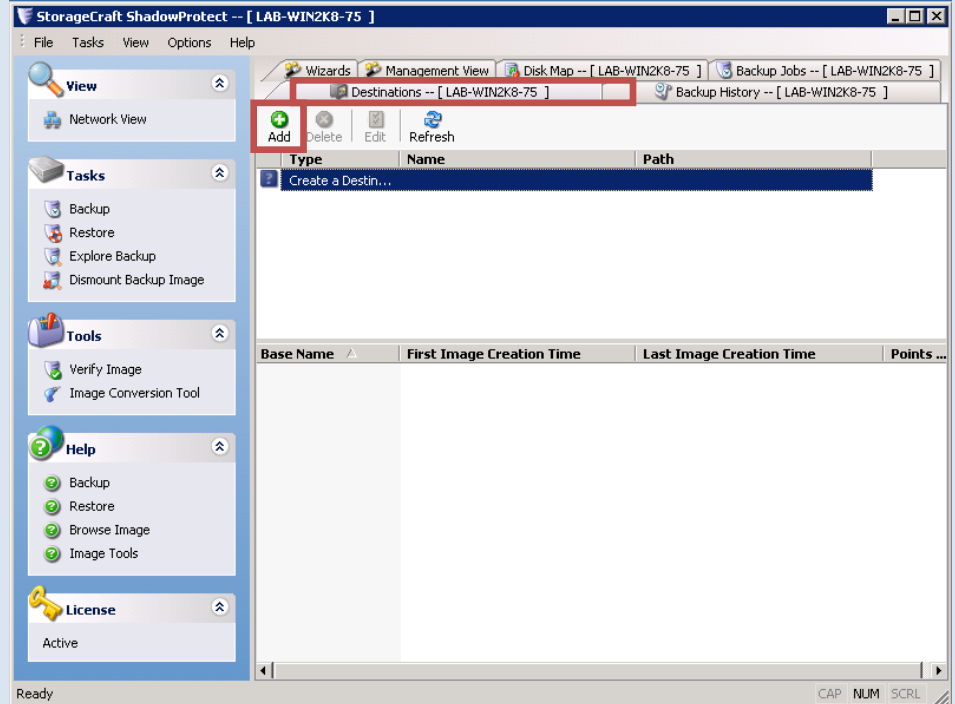 StorageCraft ShadowProtect -- [ LAB-WIN2K8-75 ]
File Tasks View Options Help
View
Network View
Tasks
Backup
Restore
Explore Backup
Dismount Backup Image
Tools
Verify Image
Image Conversion Tool
Help
Backup
Restore
Browse Image
Image Tools
License
Active
Wizards Management View Disk Map -- [ LAB-WIN2K8-75 ] Backup Jobs -- [ LAB-WIN2K8-75 ]
Destinations -- [ LAB-WIN2K8-75 ] Backup History -- [ LAB-WIN2K8-75 ]
Add Delete Edit Refresh
Type Name Path
Create a Destin...
Base Name First Image Creation Time Last Image Creation Time Points ...
Ready CAP NUM SCRL